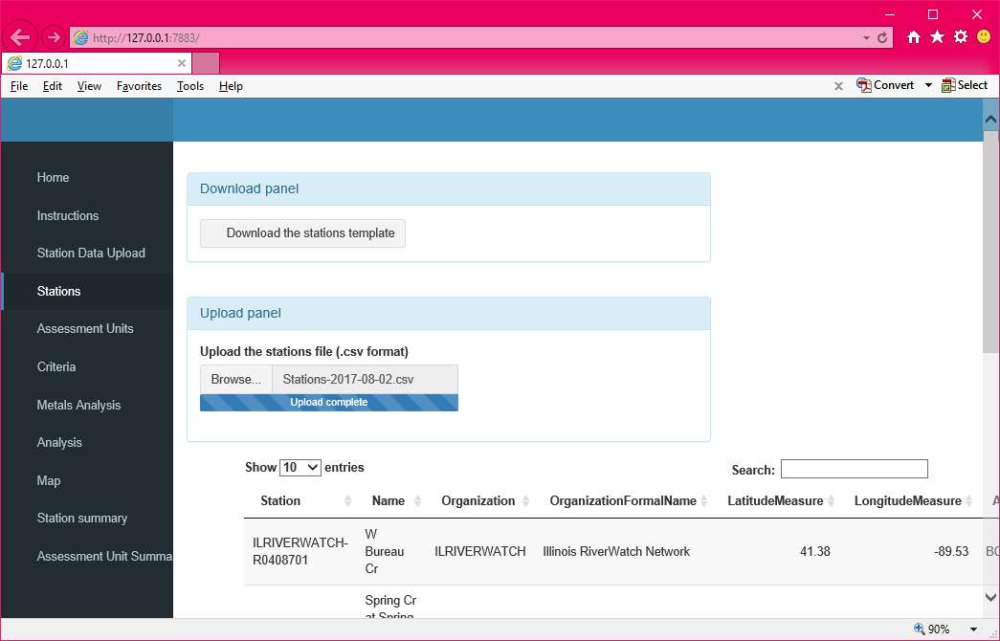 http://127.0.0.1:7883/
127.0.0.1
File Edit View Favorites Tools Help
x Convert Select
Home
Instructions
Station Data Upload
Stations
Assessment Units
Criteria
Metals Analysis
Analysis
Map
Station summary
Assessment Unit Summa
Download panel
Download the stations template
Upload panel
Upload the stations file (.csv format)
Browse... Stations-2017-08-02.csv
Upload complete
Show 10 entries
Search:
Station Name Organization OrganizationFormalName LatitudeMeasure LongitudeMeasure A
ILRIVERWATCH-
R0408701
W
Bureau
Cr
ILRIVERWATCH Illinois RiverWatch Network 41.38 -89.53 BO
Spring Cr
at Spring
90%